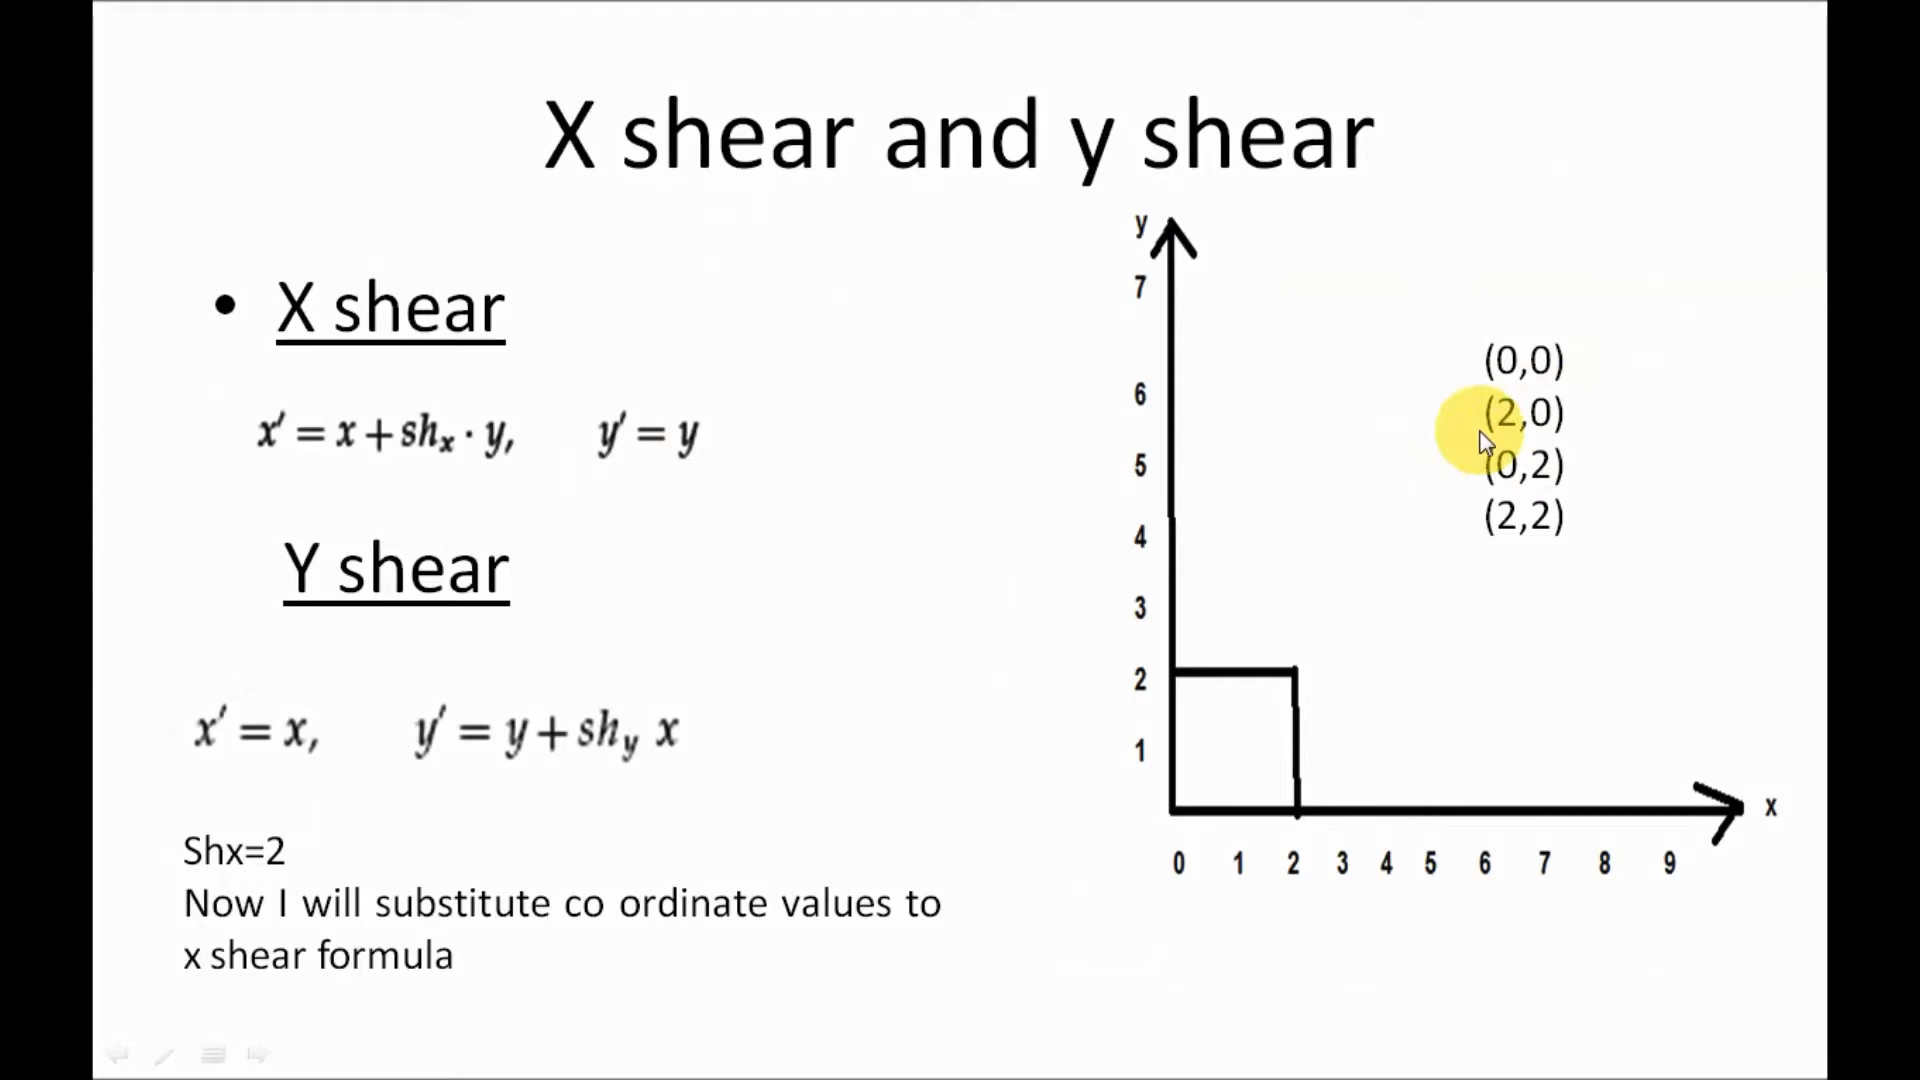 X shear and y shear
• X shear
x′ = x + shₓ · y,   y′ = y
Y shear
x′ = x,   y′ = y + sh_y x
Shx=2
Now I will substitute co ordinate values to
x shear formula
y
7
6
5
4
3
2
1
(0,0)
(2,0)
(0,2)
(2,2)
x
0 1 2 3 4 5 6 7 8 9